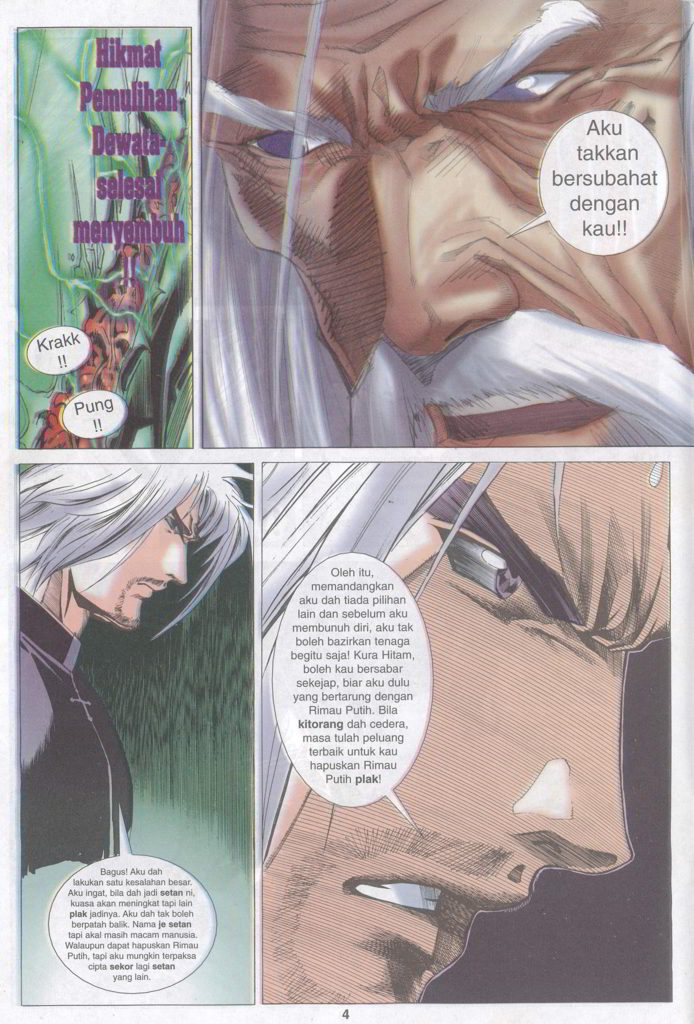 Hikmat
Pemulihan
Dewata-
selesai
menyembuh
!!
Krakk
!!
Pung
!!
Aku
takkan
bersubahat
dengan
kau!!
Bagus! Aku dah
lakukan satu kesalahan besar.
Aku ingat, bila dah jadi setan ni,
kuasa akan meningkat tapi lain
plak jadinya. Aku dah tak boleh
berpatah balik. Nama je setan
tapi akal masih macam manusia.
Walaupun dapat hapuskan Rimau
Putih, tapi aku mungkin terpaksa
cipta sekor lagi setan
yang lain.
Oleh itu,
memandangkan
aku dah tiada pilihan
lain dan sebelum aku
membunuh diri, aku tak
boleh bazirkan tenaga
begitu saja! Kura Hitam,
boleh kau bersabar
sekejap, biar aku dulu
yang bertarung dengan
Rimau Putih. Bila
kitorang dah cedera,
masa tulah peluang
terbaik untuk kau
hapuskan Rimau
Putih plak!
4